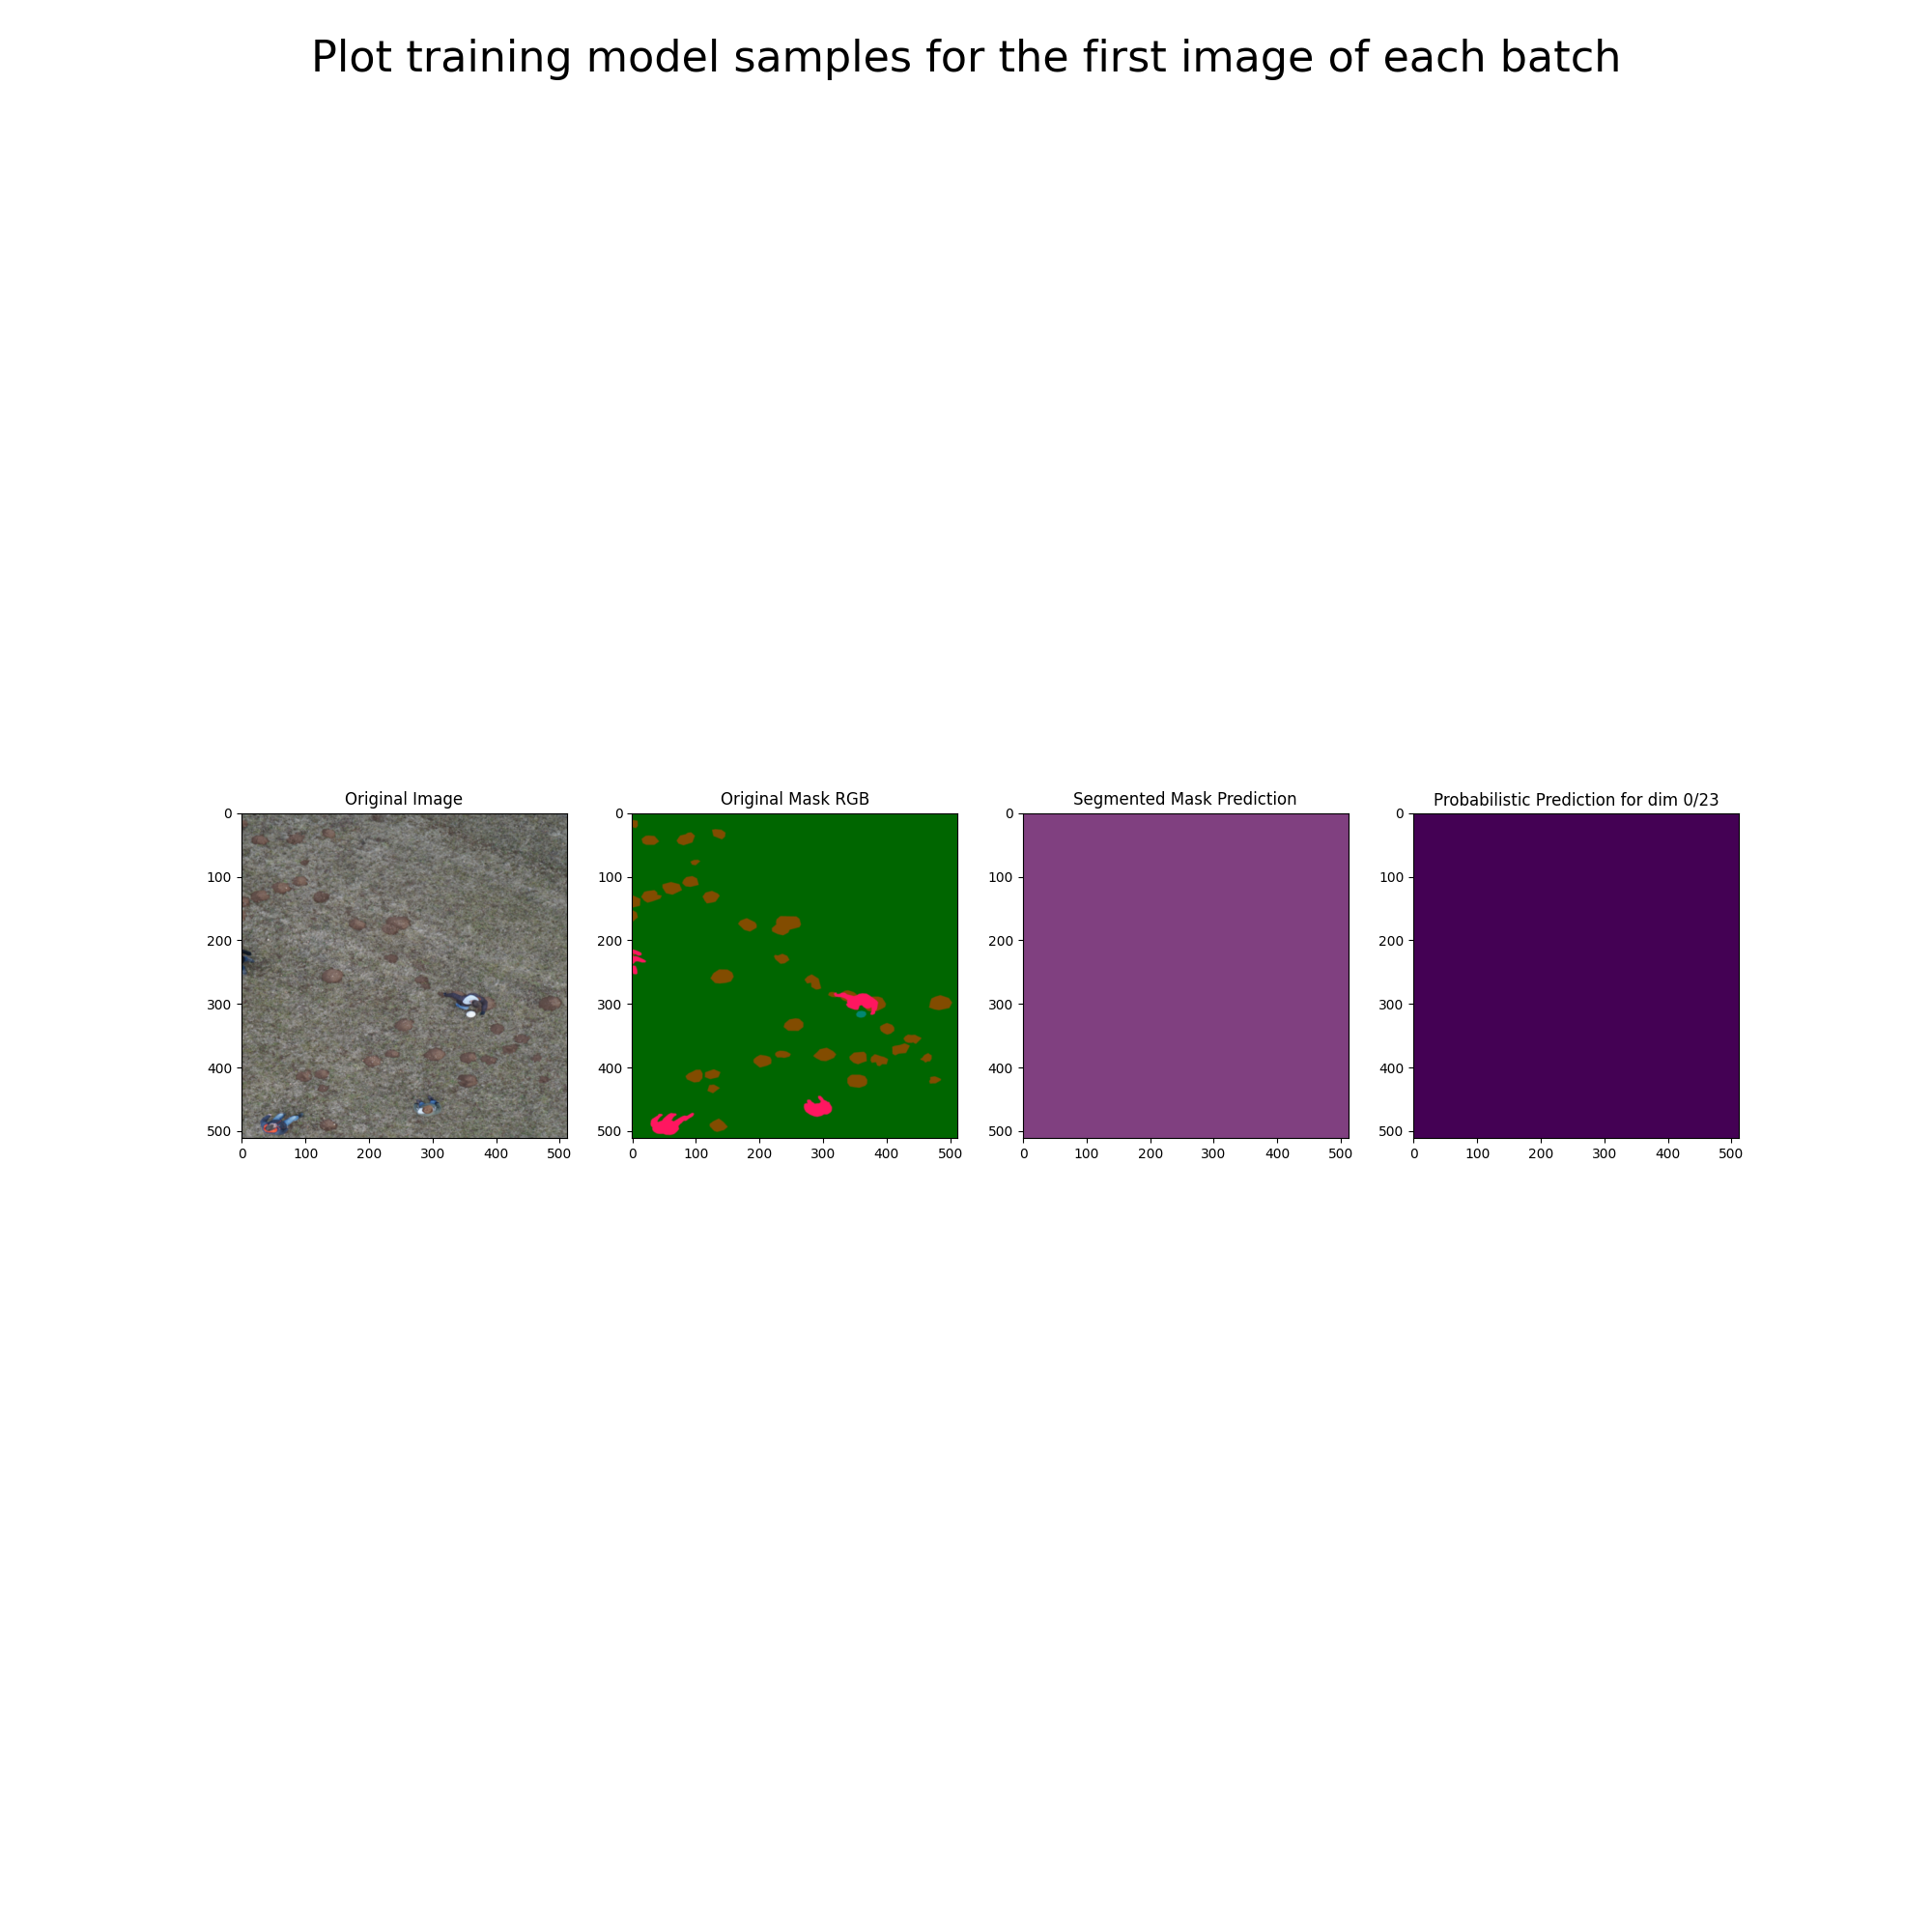 Plot training model samples for the first image of each batch
Original Image
Original Mask RGB
Segmented Mask Prediction
Probabilistic Prediction for dim 0/23
0
100
200
300
400
500
0 100 200 300 400 500
0
100
200
300
400
500
0 100 200 300 400 500
0
100
200
300
400
500
0 100 200 300 400 500
0
100
200
300
400
500
0 100 200 300 400 500